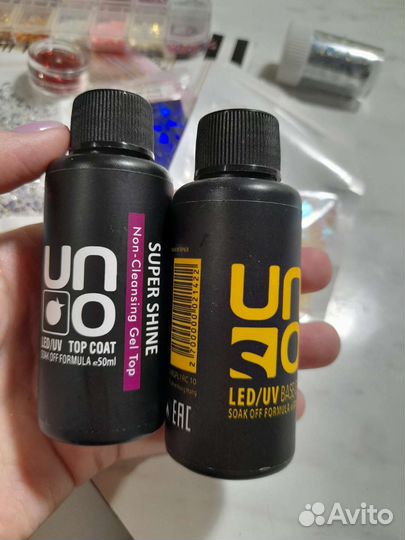 UNO
LED/UV TOP COAT
SOAK OFF FORMULA e50ml
SUPER SHINE
Non-Cleansing Gel Top
UNO
LED/UV BASE
SOAK OFF FORMULA
EAC
Avito